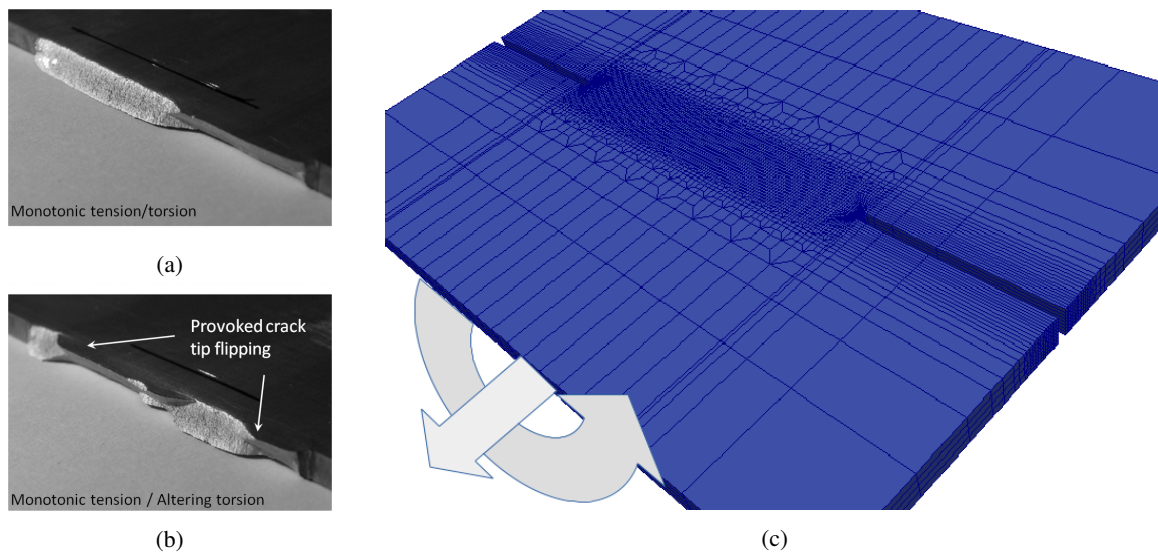 Monotonic tension/torsion
(a)
Provoked crack
tip flipping
Monotonic tension / Altering torsion
(b)
(c)